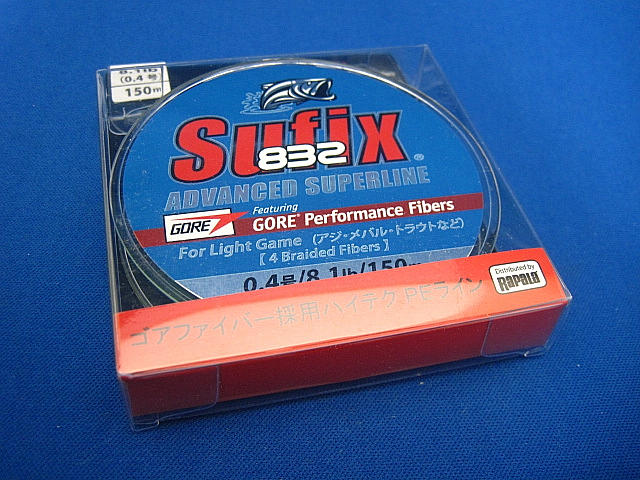 8.1lb
(0.4号
150m
Sufix
832
ADVANCED SUPERLINE
GORE
Featuring
GORE® Performance Fibers
For Light Game (アジ・メバル・トラウトなど)
[ 4 Braided Fibers ]
0.4号/8.1lb/150m
ゴアファイバー採用ハイテクPEライン
Distributed by
Rapala